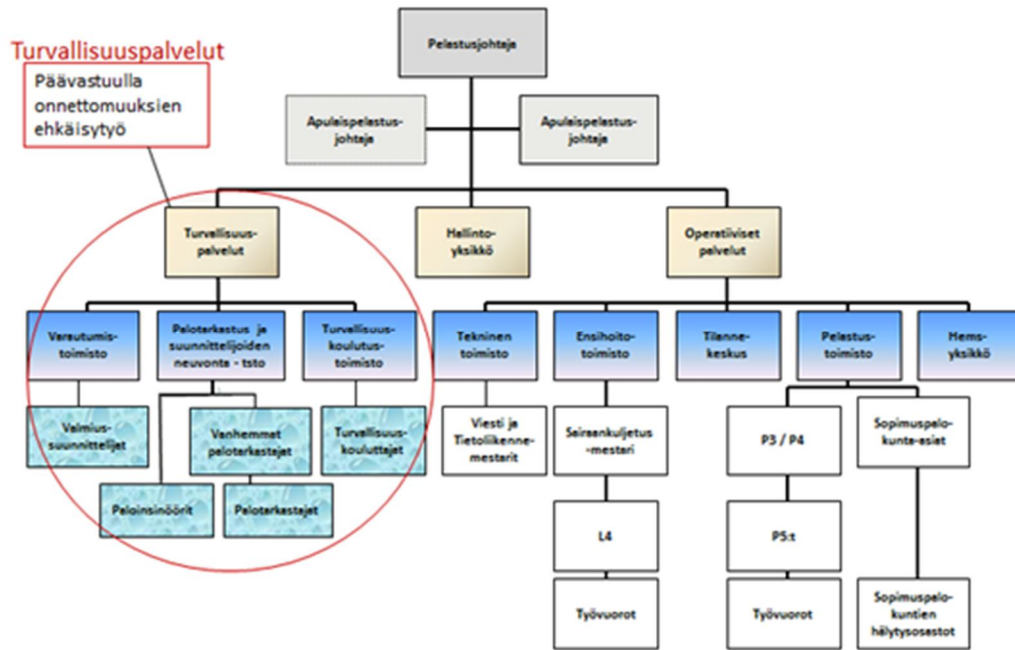 Turvallisuuspalvelut
Päävastuulla
onnettomuuksien
ehkäisytyö
Pelastusjohtaja
Apulaispelastus-
johtaja
Apulaispelastus-
johtaja
Turvallisuus-
palvelut
Hallinto-
yksikkö
Operatiiviset
palvelut
Varautumis-
toimisto
Palotarkastus ja
suunnittelijoiden
neuvonta - tsto
Turvallisuus-
koulutus-
toimisto
Tekninen
toimisto
Ensihoito-
toimisto
Tilanne-
keskus
Pelastus-
toimisto
Hems-
yksikkö
Valmius-
suunnittelijat
Vanhemmat
palotarkastajat
Turvallisuus-
kouluttajat
Viesti ja
Tietoliikenne-
mestarit
Sairaankuljetus
-mestari
P3 / P4
Sopimuspalo-
kunta-asiat
Paloinsinöörit
Palotarkastajat
L4
P5:t
Työvuorot
Työvuorot
Sopimuspalo-
kuntien
hälytysosastot